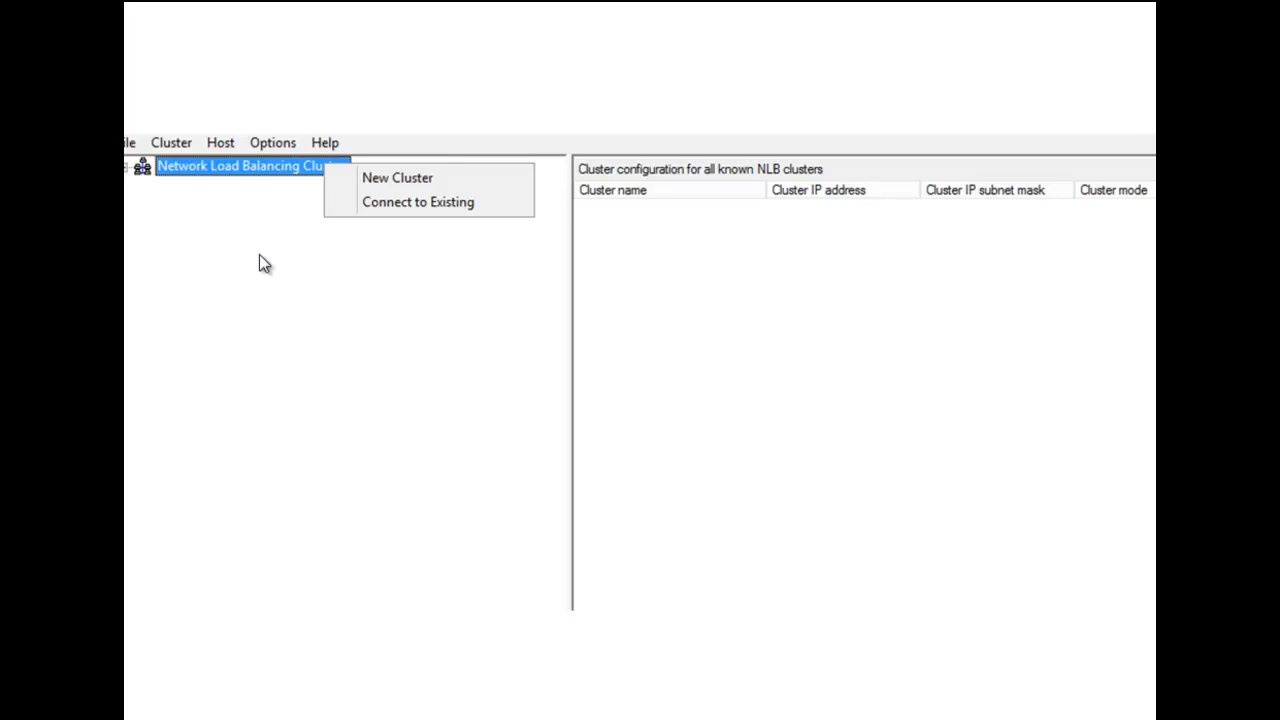 ile Cluster Host Options Help
Network Load Balancing Clu
New Cluster
Connect to Existing
Cluster configuration for all known NLB clusters
Cluster name Cluster IP address Cluster IP subnet mask Cluster mode